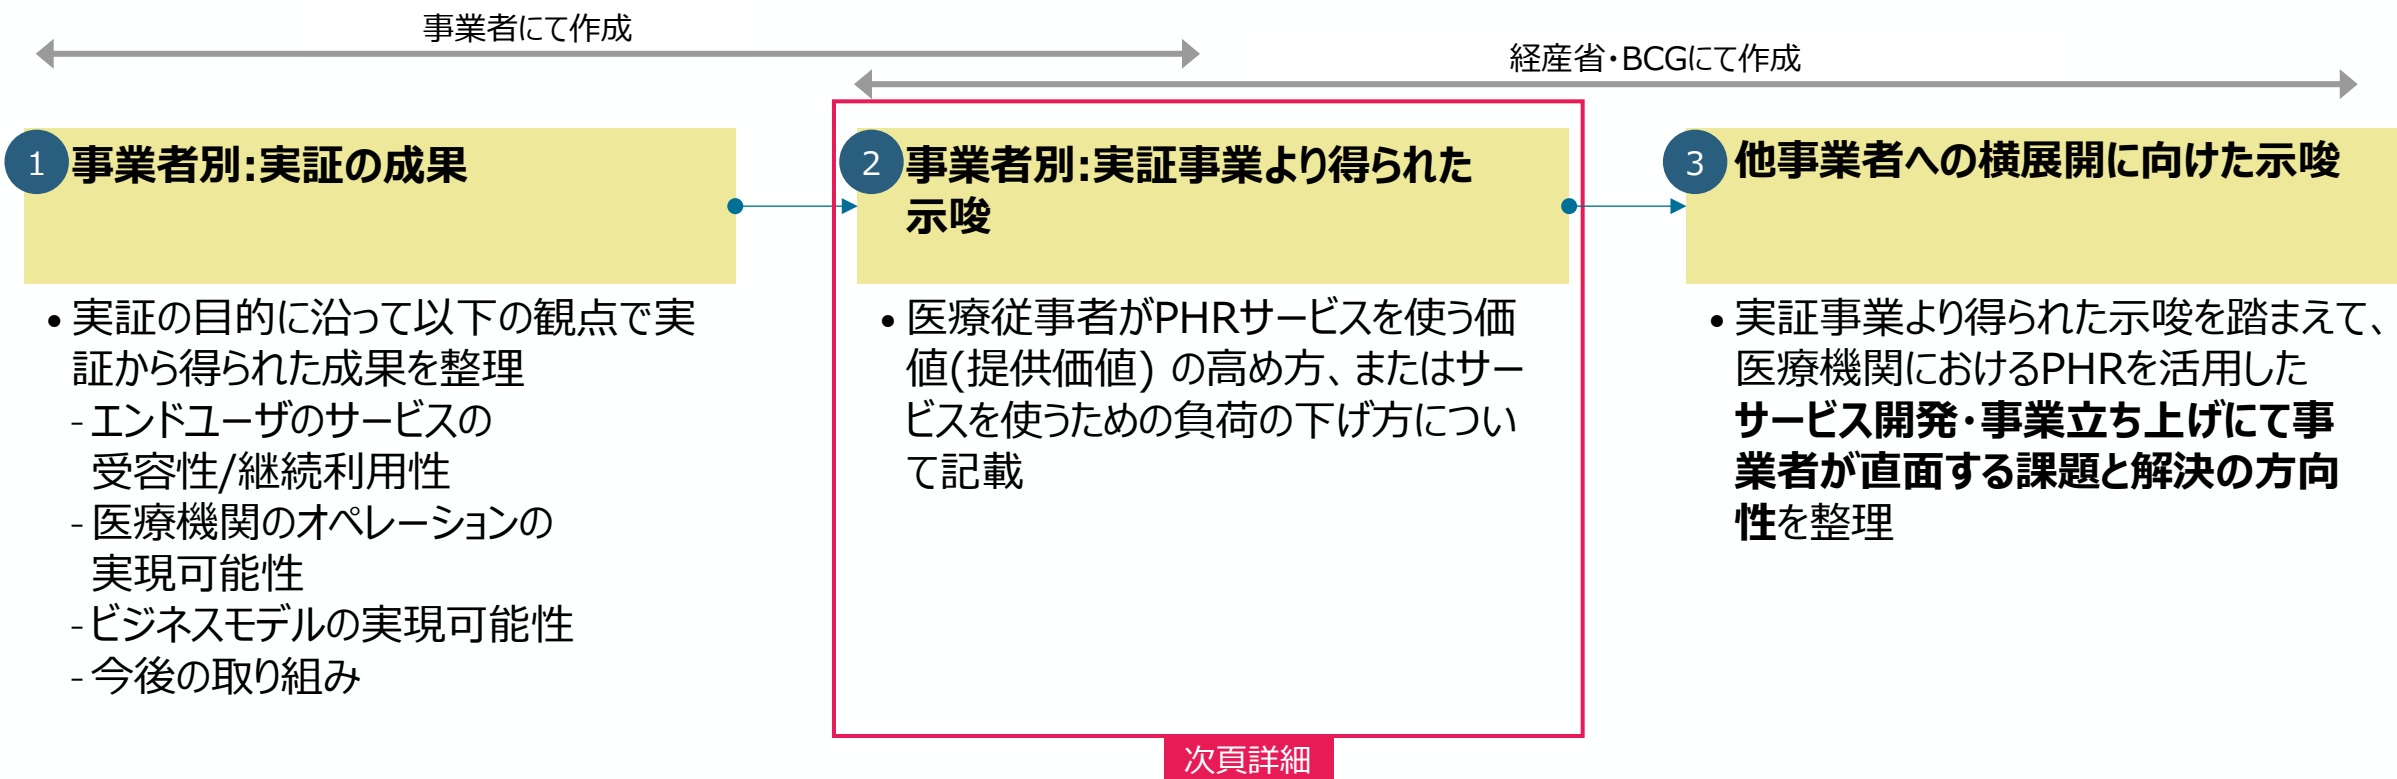 事業者にて作成
経産省・BCGにて作成
1 事業者別:実証の成果
• 実証の目的に沿って以下の観点で実
証から得られた成果を整理
- エンドユーザのサービスの
受容性/継続利用性
- 医療機関のオペレーションの
実現可能性
- ビジネスモデルの実現可能性
- 今後の取り組み
2 事業者別:実証事業より得られた
示唆
• 医療従事者がPHRサービスを使う価
値(提供価値) の高め方、またはサー
ビスを使うための負荷の下げ方につい
て記載
次頁詳細
3 他事業者への横展開に向けた示唆
• 実証事業より得られた示唆を踏まえて、
医療機関におけるPHRを活用した
サービス開発・事業立ち上げにて事
業者が直面する課題と解決の方向
性を整理